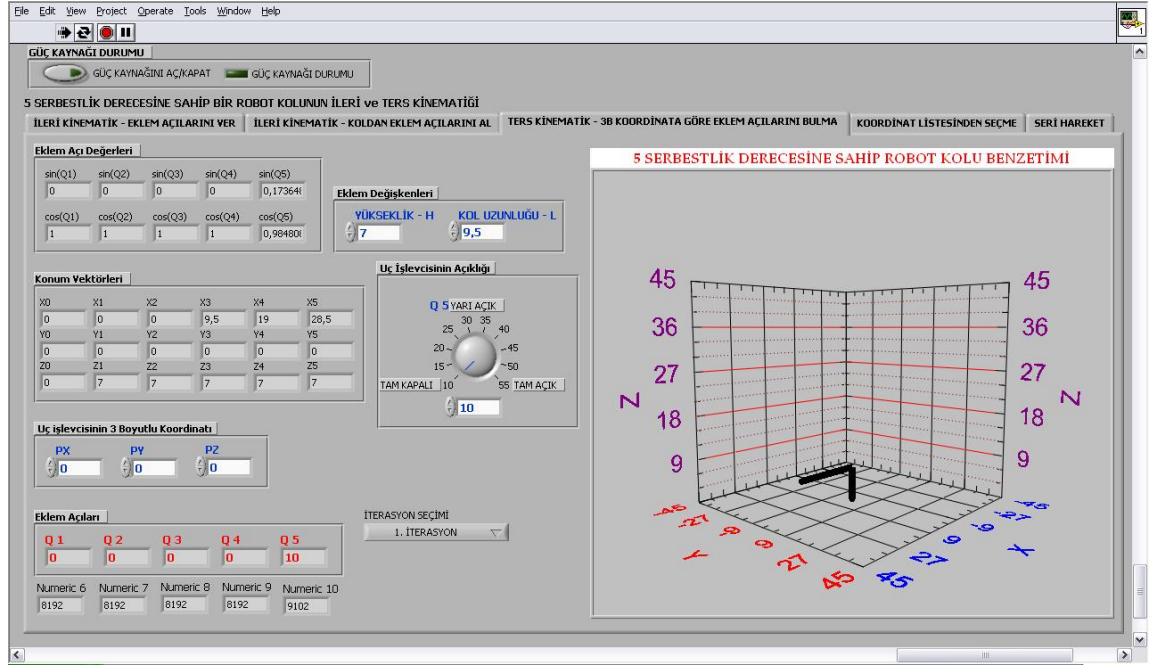 File Edit View Project Operate Tools Window Help
1
GÜÇ KAYNAĞI DURUMU
GÜÇ KAYNAĞINI AÇ/KAPAT GÜÇ KAYNAĞI DURUMU
5 SERBESTLİK DERECESİNE SAHİP BİR ROBOT KOLUNUN İLERİ ve TERS KİNEMATİĞİ
İLERİ KİNEMATİK - EKLEM AÇILARINI VER İLERİ KİNEMATİK - KOLDAN EKLEM AÇILARINI AL TERS KİNEMATİK - 3B KOORDİNATA GÖRE EKLEM AÇILARINI BULMA KOORDİNAT LİSTESİNDEN SEÇME SERİ HAREKET
Eklem Açı Değerleri
sin(Q1) sin(Q2) sin(Q3) sin(Q4) sin(Q5)
0 0 0 0 0,17364
cos(Q1) cos(Q2) cos(Q3) cos(Q4) cos(Q5)
1 1 1 1 0,98480
Eklem Değişkenleri
YÜKSEKLİK - H KOL UZUNLUĞU - L
7 9,5
Konum Vektörleri
X0 X1 X2 X3 X4 X5
0 0 0 9,5 19 28,5
Y0 Y1 Y2 Y3 Y4 Y5
0 0 0 0 0 0
Z0 Z1 Z2 Z3 Z4 Z5
0 7 7 7 7 7
Uç İşlevcisinin Açıklığı
Q 5 YARI AÇIK
30 35
25 40
20 45
15 50
TAM KAPALI 10 55 TAM AÇIK
10
Uç işlevcisinin 3 Boyutlu Koordinatı
PX PY PZ
0 0 0
Eklem Açıları
Q 1 Q 2 Q 3 Q 4 Q 5
0 0 0 0 10
Numeric 6 Numeric 7 Numeric 8 Numeric 9 Numeric 10
8192 8192 8192 8192 9102
İTERASYON SEÇİMİ
1. İTERASYON
5 SERBESTLİK DERECESİNE SAHİP ROBOT KOLU BENZETİMİ
45 45
36 36
27 27
Z Z
18 18
9 9
-45 -45
-27 -27
-9 -9
Y 9 9 X
27 27
45 45